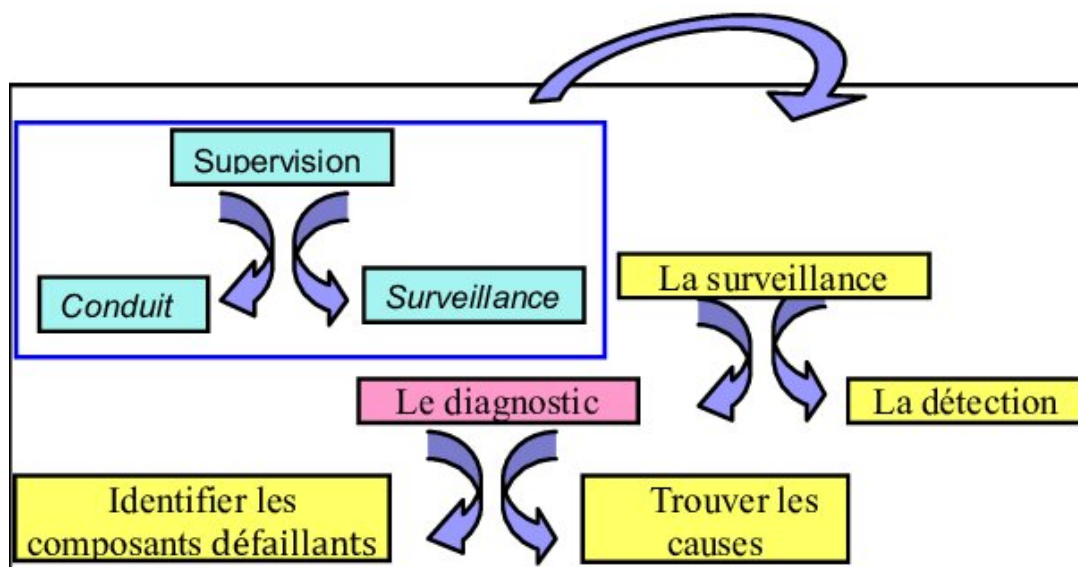 Supervision
Conduit
Surveillance
La surveillance
Le diagnostic
La détection
Identifier les
composants défaillants
Trouver les
causes